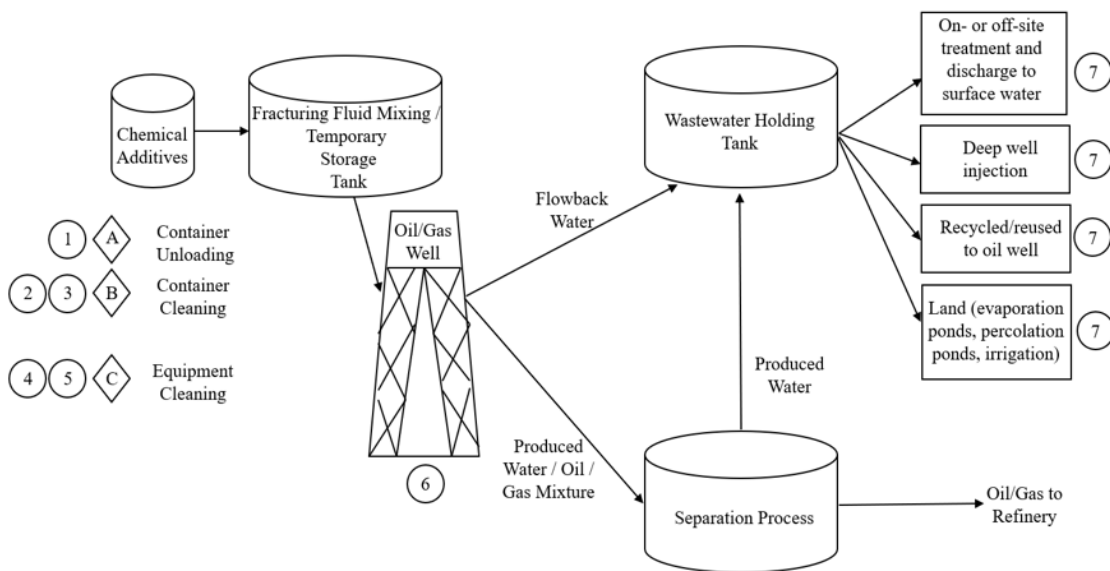 Chemical
Additives
Fracturing Fluid Mixing /
Temporary
Storage
Tank
Wastewater Holding
Tank
On- or off-site
treatment and
discharge to
surface water
7
Deep well
injection
7
Recycled/reused
to oil well
7
Land (evaporation
ponds, percolation
ponds, irrigation)
7
1 A Container
Unloading
2 3 B Container
Cleaning
4 5 C Equipment
Cleaning
Oil/Gas
Well
6
Flowback
Water
Produced
Water / Oil /
Gas Mixture
Produced
Water
Separation Process
Oil/Gas to
Refinery